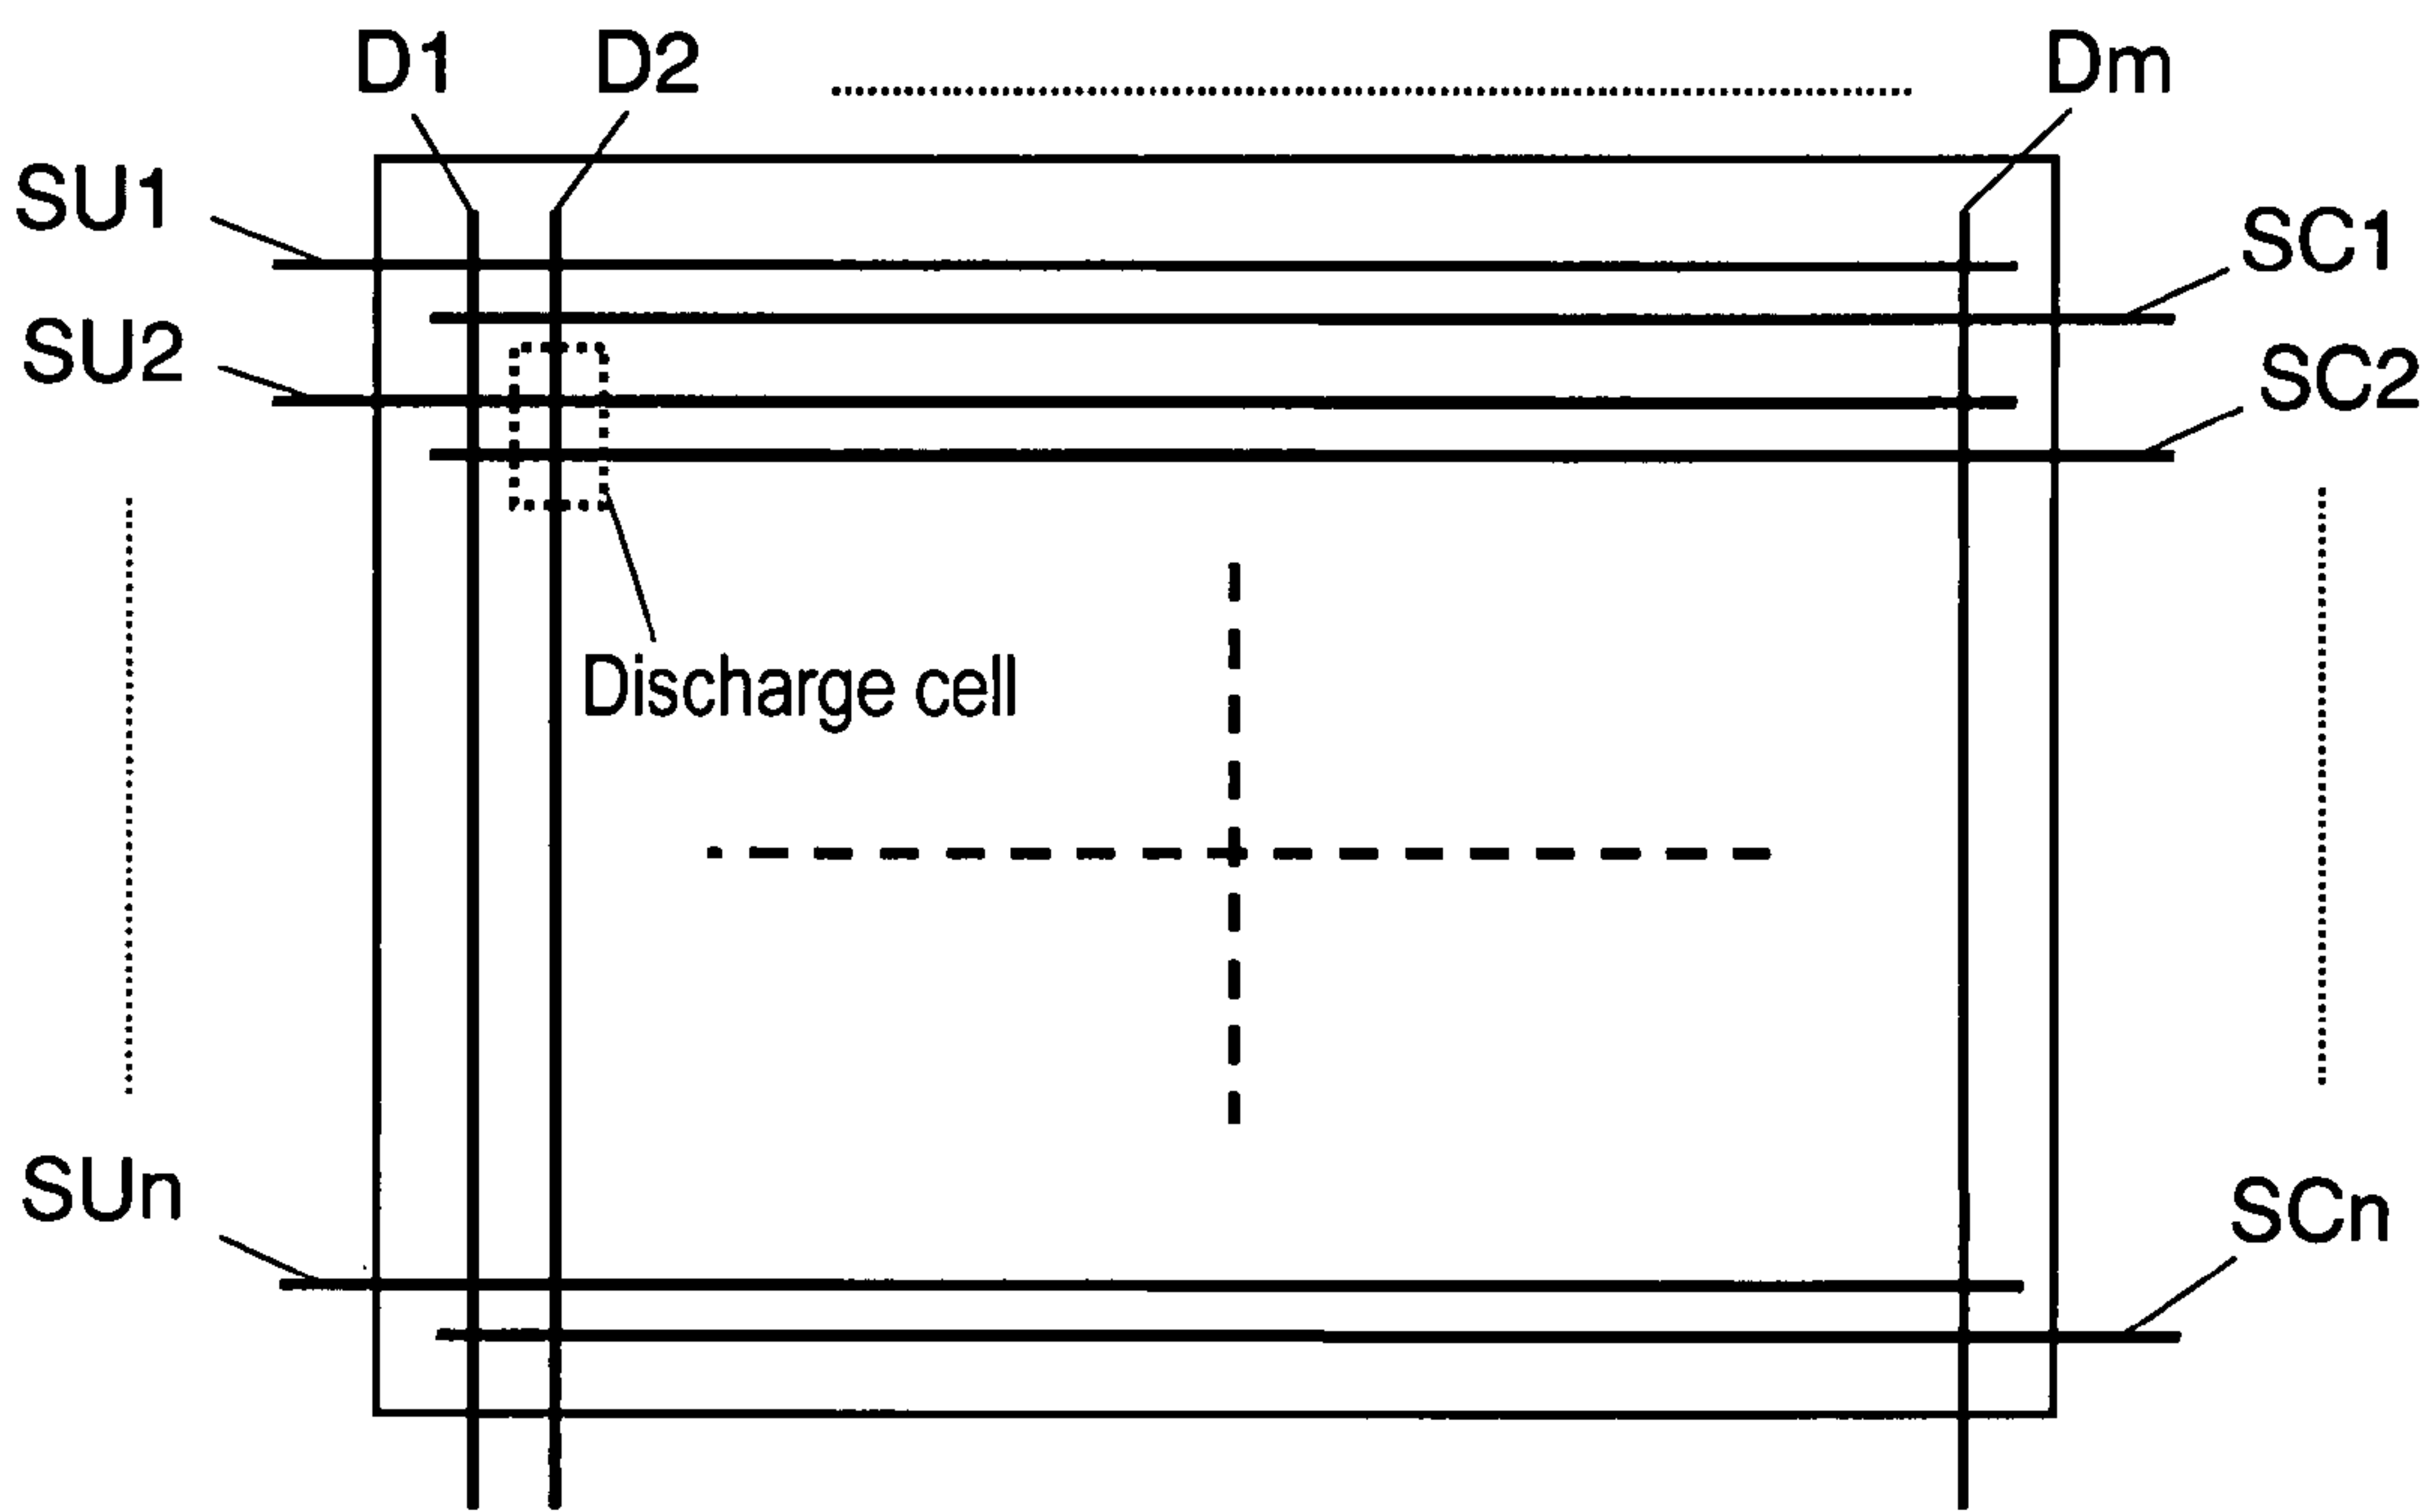 D1 D2 Dm
SU1
SC1
SU2
SC2
Discharge cell
SUn
SCn